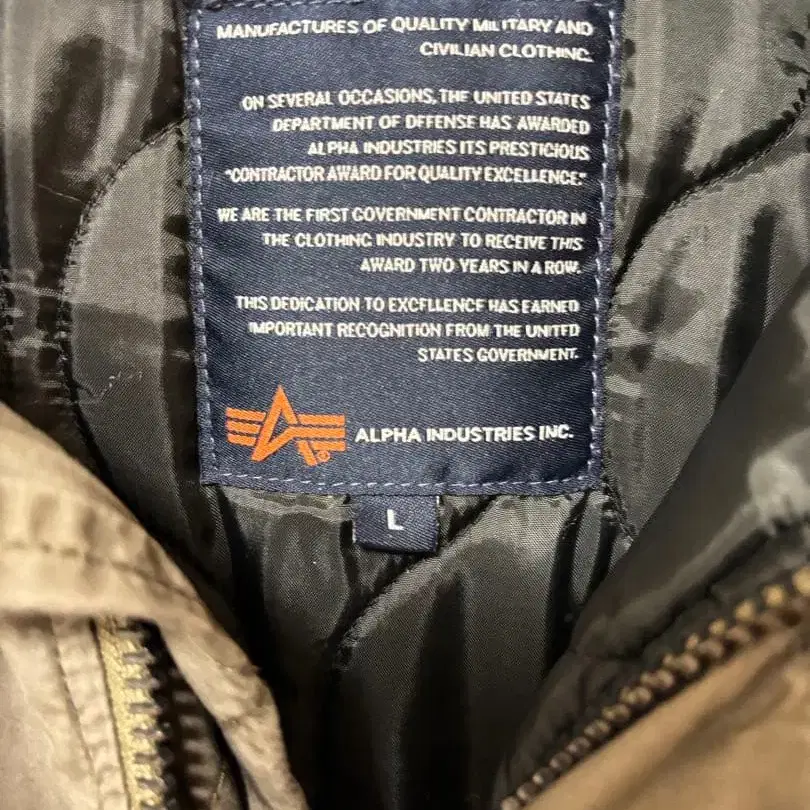 MANUFACTURES OF QUALITY MILITARY AND
CIVILIAN CLOTHING.
ON SEVERAL OCCASIONS, THE UNITED STATES
DEPARTMENT OF DEFENSE HAS AWARDED
ALPHA INDUSTRIES ITS PRESTIGIOUS
"CONTRACTOR AWARD FOR QUALITY EXCELLENCE."
WE ARE THE FIRST GOVERNMENT CONTRACTOR IN
THE CLOTHING INDUSTRY TO RECEIVE THIS
AWARD TWO YEARS IN A ROW.
THIS DEDICATION TO EXCELLENCE HAS EARNED
IMPORTANT RECOGNITION FROM THE UNITED
STATES GOVERNMENT.
® ALPHA INDUSTRIES INC.
L